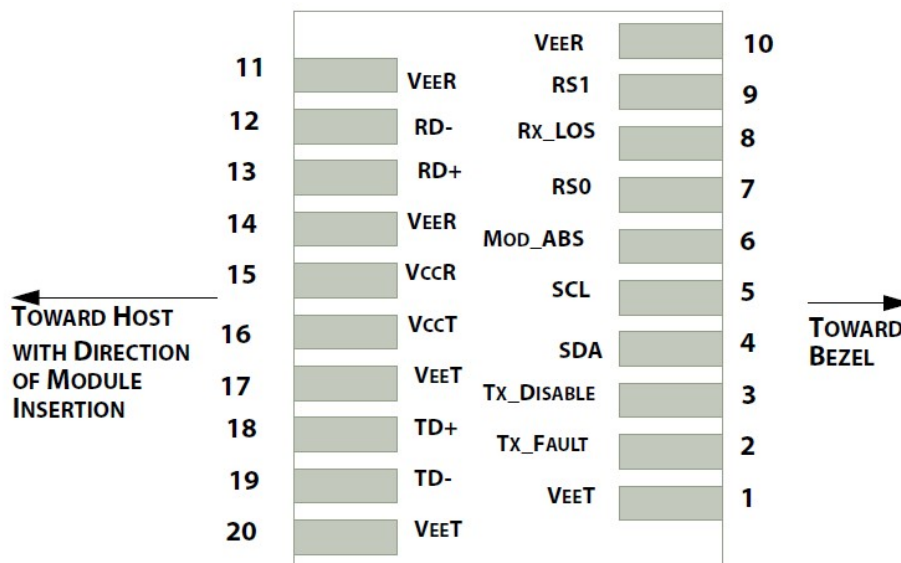 11 VEER
12 RD-
13 RD+
14 VEER
15 VCCR
16 VCCT
17 VEET
18 TD+
19 TD-
20 VEET
VEER 10
RS1 9
RX_LOS 8
RS0 7
MOD_ABS 6
SCL 5
SDA 4
TX_DISABLE 3
TX_FAULT 2
VEET 1
TOWARD HOST
WITH DIRECTION
OF MODULE
INSERTION
TOWARD
BEZEL